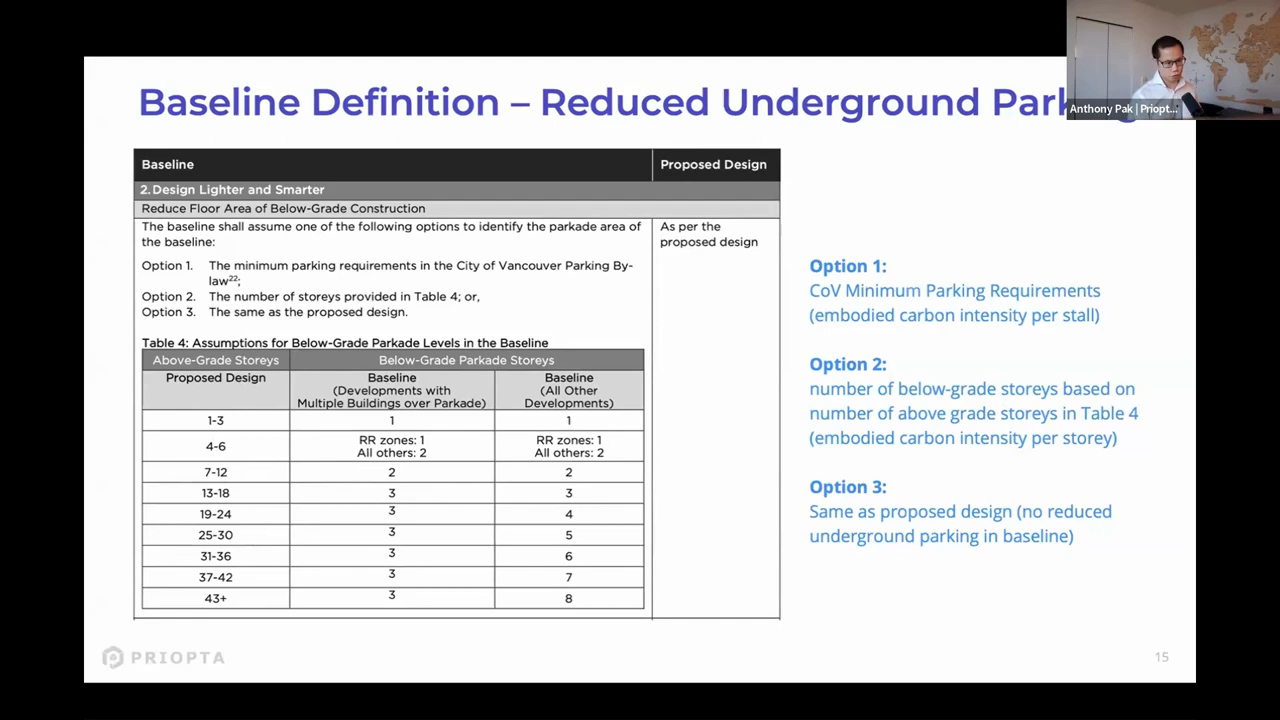 Baseline Definition – Reduced Underground
Anthony Pak | Priopt...
Baseline Proposed Design
2. Design Lighter and Smarter
Reduce Floor Area of Below-Grade Construction
The baseline shall assume one of the following options to identify the parkade area of
the baseline:
As per the
proposed design
Option 1. The minimum parking requirements in the City of Vancouver Parking By-
law22;
Option 2. The number of storeys provided in Table 4; or,
Option 3. The same as the proposed design.
Table 4: Assumptions for Below-Grade Parkade Levels in the Baseline
Above-Grade Storeys Below-Grade Parkade Storeys
Proposed Design
Baseline
(Developments with
Multiple Buildings over Parkade)
Baseline
(All Other
Developments)
1-3 1 1
4-6
RR zones: 1
All others: 2
RR zones: 1
All others: 2
7-12 2 2
13-18 3 3
19-24 3 4
25-30 3 5
31-36 3 6
37-42 3 7
43+ 3 8
Option 1:
CoV Minimum Parking Requirements
(embodied carbon intensity per stall)
Option 2:
number of below-grade storeys based on
number of above grade storeys in Table 4
(embodied carbon intensity per storey)
Option 3:
Same as proposed design (no reduced
underground parking in baseline)
PRIOPTA
15